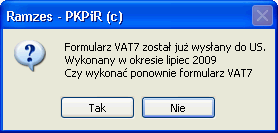 Ramzes - PKPiR (c)
Formularz VAT7 został już wysłany do US.
Wykonany w okresie lipiec 2009
Czy wykonać ponownie formularz VAT7
Tak
Nie